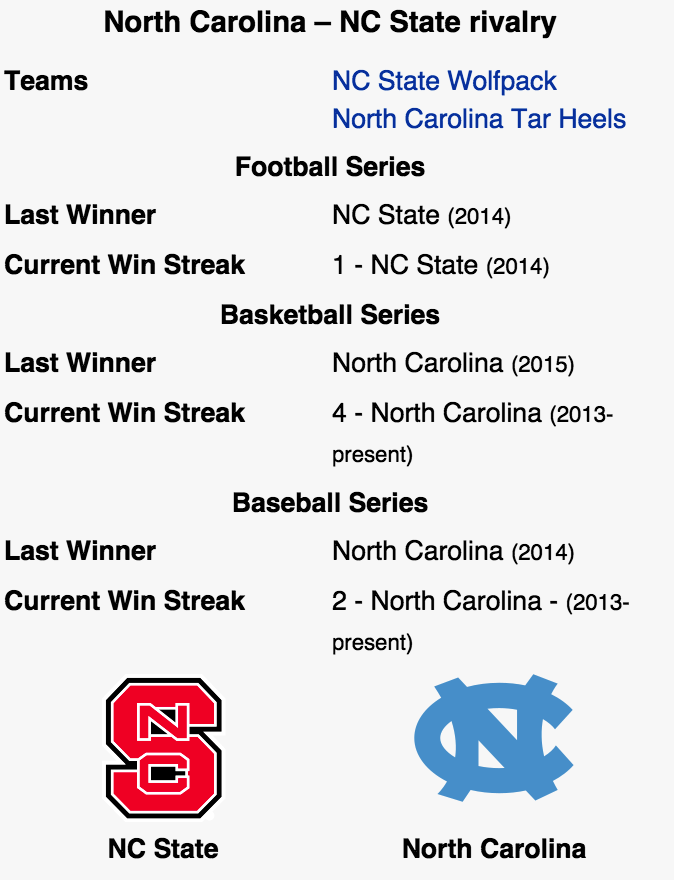 North Carolina – NC State rivalry
Teams NC State Wolfpack
North Carolina Tar Heels
Football Series
Last Winner NC State (2014)
Current Win Streak 1 - NC State (2014)
Basketball Series
Last Winner North Carolina (2015)
Current Win Streak 4 - North Carolina (2013-
present)
Baseball Series
Last Winner North Carolina (2014)
Current Win Streak 2 - North Carolina - (2013-
present)
N S C NC
NC State North Carolina